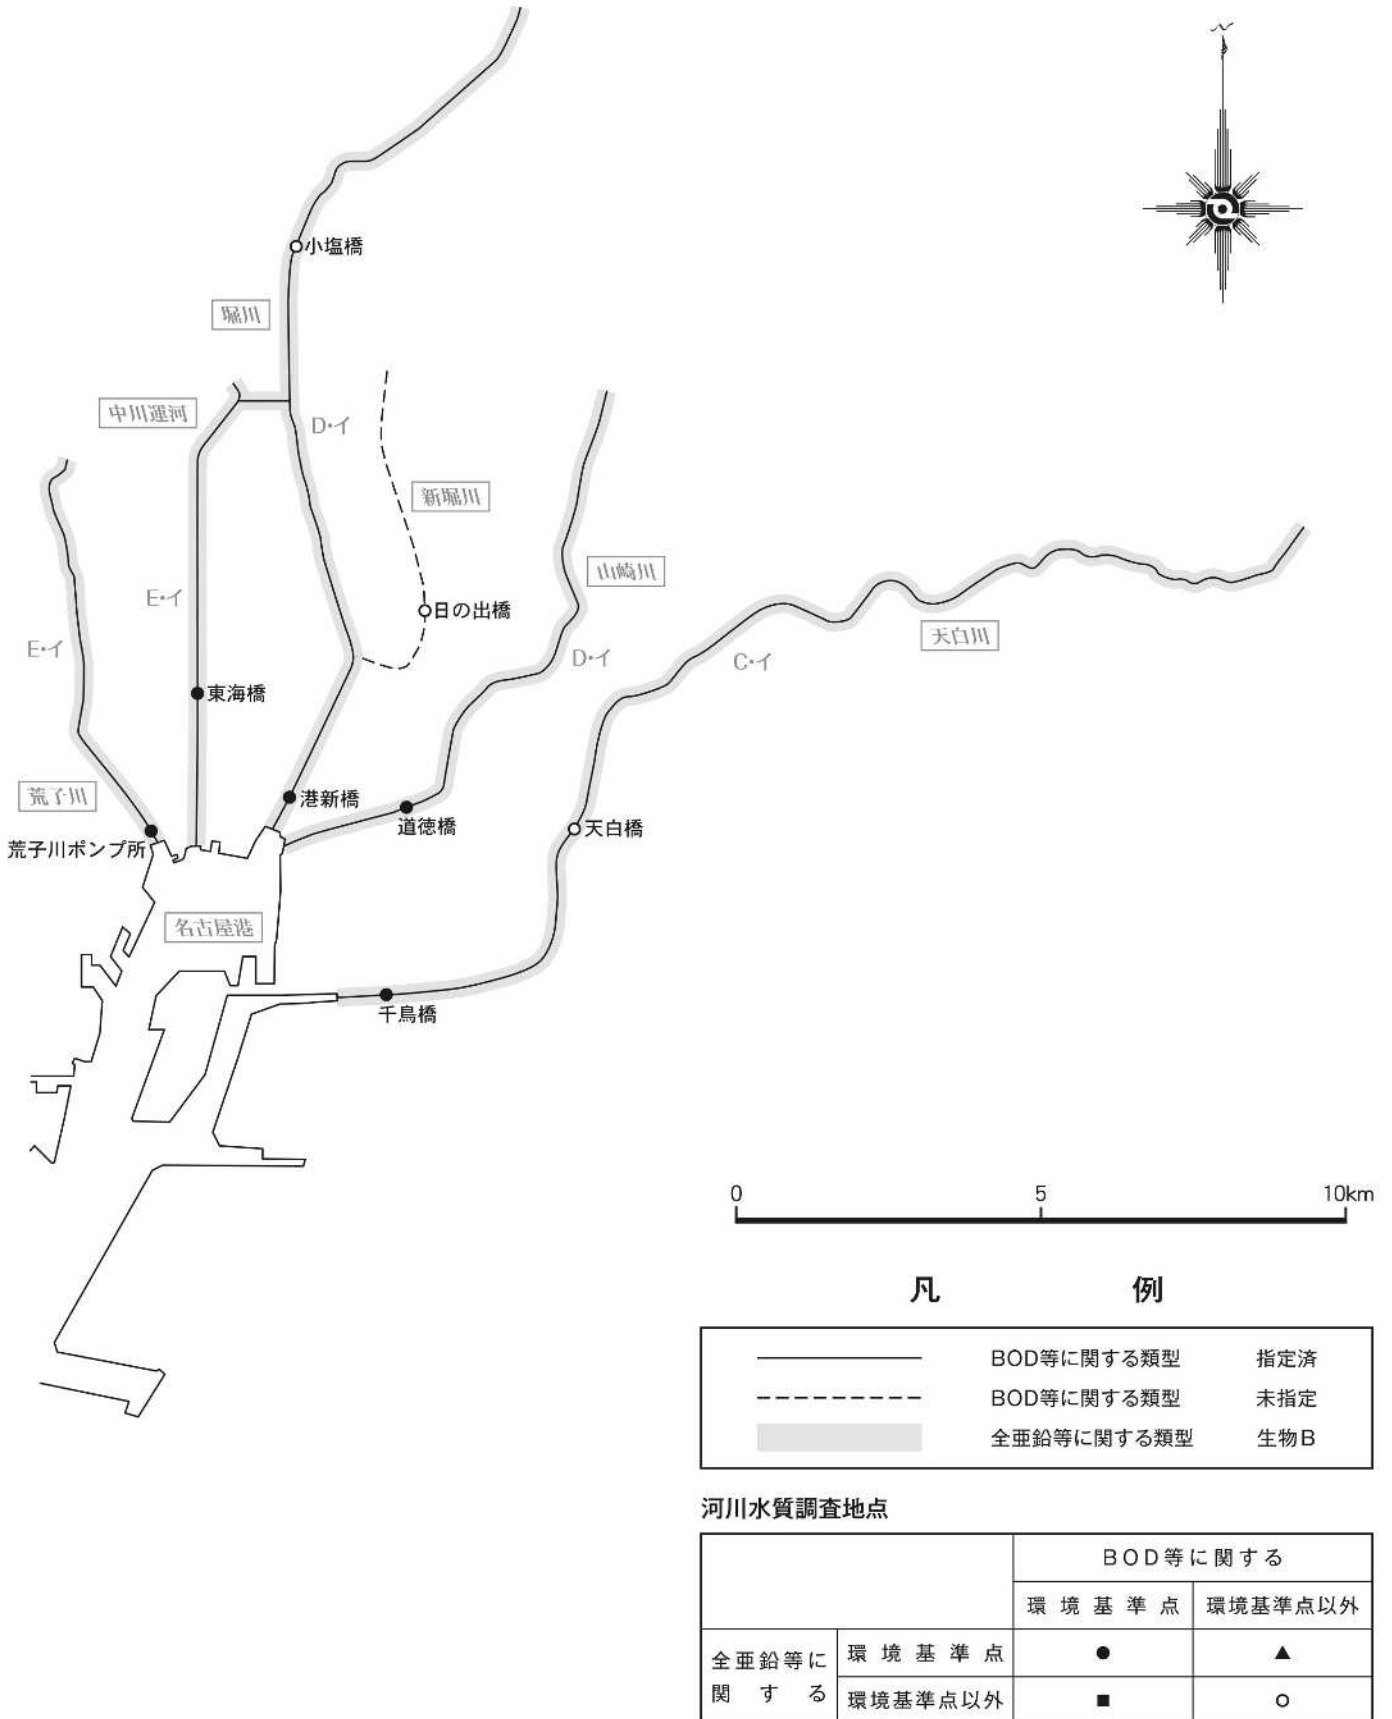 N
小塩橋
堀川
中川運河
D・イ
新堀川
山崎川
E・イ
日の出橋
天白川
E・イ
D・イ
C・イ
東海橋
荒子川
港新橋
道徳橋
天白橋
荒子川ポンプ所
名古屋港
千鳥橋
0 5 10km
凡例
BOD等に関する類型 指定済
BOD等に関する類型 未指定
全亜鉛等に関する類型 生物B
河川水質調査地点
BOD等に関する
環境基準点 環境基準点以外
全亜鉛等に
関する
環境基準点 ● ▲
環境基準点以外 ■ ○